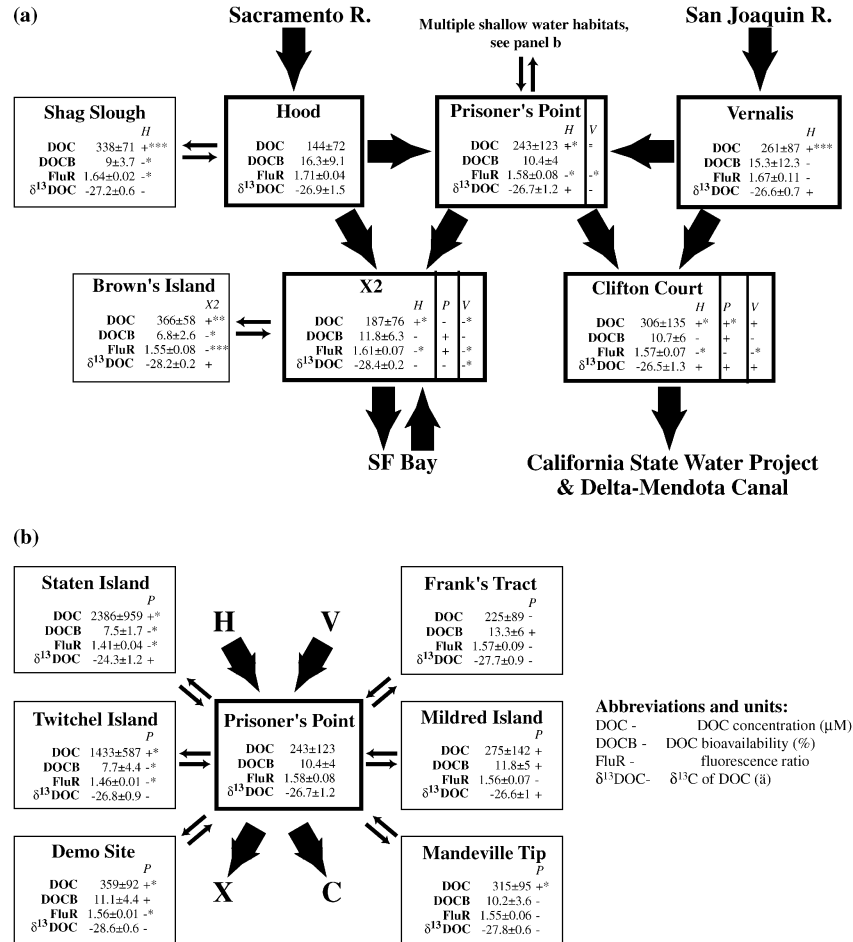 (a)
Sacramento R.
Multiple shallow water habitats,
see panel b
San Joaquin R.
Shag Slough
H
DOC 338±71 +***
DOCB 9±3.7 -*
FluR 1.64±0.02 -*
δ¹³DOC -27.2±0.6 -
Hood
DOC 144±72
DOCB 16.3±9.1
FluR 1.71±0.04
δ¹³DOC -26.9±1.5
Prisoner's Point
H V
DOC 243±123 +* -
DOCB 10.4±4
FluR 1.58±0.08 -* -*
δ¹³DOC -26.7±1.2 + -
Vernalis
H
DOC 261±87 +***
DOCB 15.3±12.3 -
FluR 1.67±0.11 -
δ¹³DOC -26.6±0.7 +
Brown's Island
X2
DOC 366±58 +**
DOCB 6.8±2.6 -*
FluR 1.55±0.08 -***
δ¹³DOC -28.2±0.2 +
X2
H P V
DOC 187±76 +* - -*
DOCB 11.8±6.3 - + -
FluR 1.61±0.07 -* + -*
δ¹³DOC -28.4±0.2 - - -
Clifton Court
H P V
DOC 306±135 +* +* +
DOCB 10.7±6 - + -
FluR 1.57±0.07 -* - -*
δ¹³DOC -26.5±1.3 + + +
SF Bay
California State Water Project
& Delta-Mendota Canal
(b)
Staten Island
P
DOC 2386±959 +*
DOCB 7.5±1.7 -*
FluR 1.41±0.04 -*
δ¹³DOC -24.3±1.2 +
H
V
Frank's Tract
P
DOC 225±89 -
DOCB 13.3±6 +
FluR 1.57±0.09 -
δ¹³DOC -27.7±0.9 -
Twitchel Island
P
DOC 1433±587 +*
DOCB 7.7±4.4 -*
FluR 1.46±0.01 -*
δ¹³DOC -26.8±0.9 -
Prisoner's Point
DOC 243±123
DOCB 10.4±4
FluR 1.58±0.08
δ¹³DOC -26.7±1.2
Mildred Island
P
DOC 275±142 +
DOCB 11.8±5 +
FluR 1.56±0.07 -
δ¹³DOC -26.6±1 +
Abbreviations and units:
DOC - DOC concentration (µM)
DOCB - DOC bioavailability (%)
FluR - fluorescence ratio
δ¹³DOC- δ¹³C of DOC (ä)
Demo Site
P
DOC 359±92 +*
DOCB 11.1±4.4 +
FluR 1.56±0.01 -*
δ¹³DOC -28.6±0.6 -
X
C
Mandeville Tip
P
DOC 315±95 +*
DOCB 10.2±3.6 -
FluR 1.55±0.06 -
δ¹³DOC -27.8±0.6 -